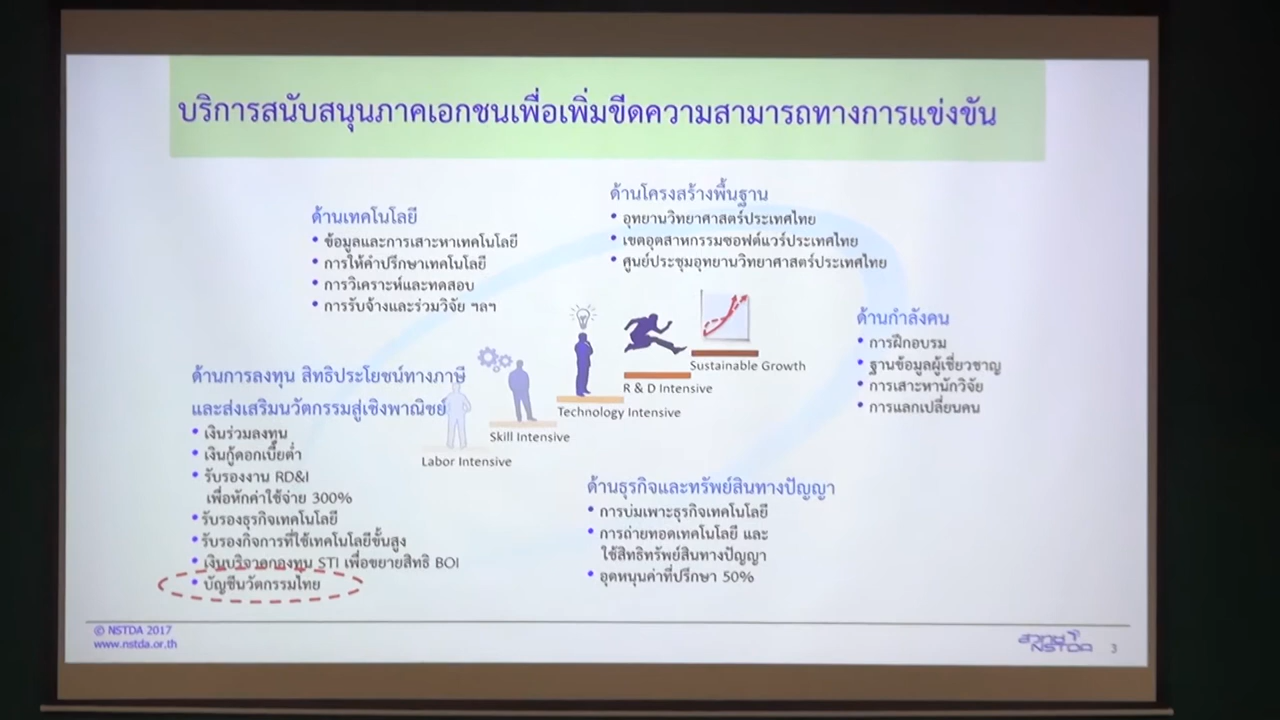 บริการสนับสนุนภาคเอกชนเพื่อเพิ่มขีดความสามารถทางการแข่งขัน
ด้านเทคโนโลยี
• ข้อมูลและการเสาะหาเทคโนโลยี
• การให้คำปรึกษาเทคโนโลยี
• การวิเคราะห์และทดสอบ
• การรับจ้างและร่วมวิจัย ฯลฯ
ด้านโครงสร้างพื้นฐาน
• อุทยานวิทยาศาสตร์ประเทศไทย
• เขตอุตสาหกรรมซอฟต์แวร์ประเทศไทย
• ศูนย์ประชุมอุทยานวิทยาศาสตร์ประเทศไทย
ด้านกำลังคน
• การฝึกอบรม
• ฐานข้อมูลผู้เชี่ยวชาญ
• การเสาะหานักวิจัย
• การแลกเปลี่ยนคน
Sustainable Growth
R & D Intensive
Technology Intensive
Skill Intensive
Labor Intensive
ด้านการลงทุน สิทธิประโยชน์ทางภาษี
และส่งเสริมนวัตกรรมสู่เชิงพาณิชย์
• เงินร่วมลงทุน
• เงินกู้ดอกเบี้ยต่ำ
• รับรองงาน RD&I
เพื่อหักค่าใช้จ่าย 300%
• รับรองธุรกิจเทคโนโลยี
• รับรองกิจการที่ใช้เทคโนโลยีขั้นสูง
• เงินบริจาคกองทุน STI เพื่อขยายสิทธิ BOI
• บัญชีนวัตกรรมไทย
ด้านธุรกิจและทรัพย์สินทางปัญญา
• การบ่มเพาะธุรกิจเทคโนโลยี
• การถ่ายทอดเทคโนโลยี และ
ใช้สิทธิทรัพย์สินทางปัญญา
• อุดหนุนค่าที่ปรึกษา 50%
© NSTDA 2017
www.nstda.or.th
สวทช
NSTDA
3